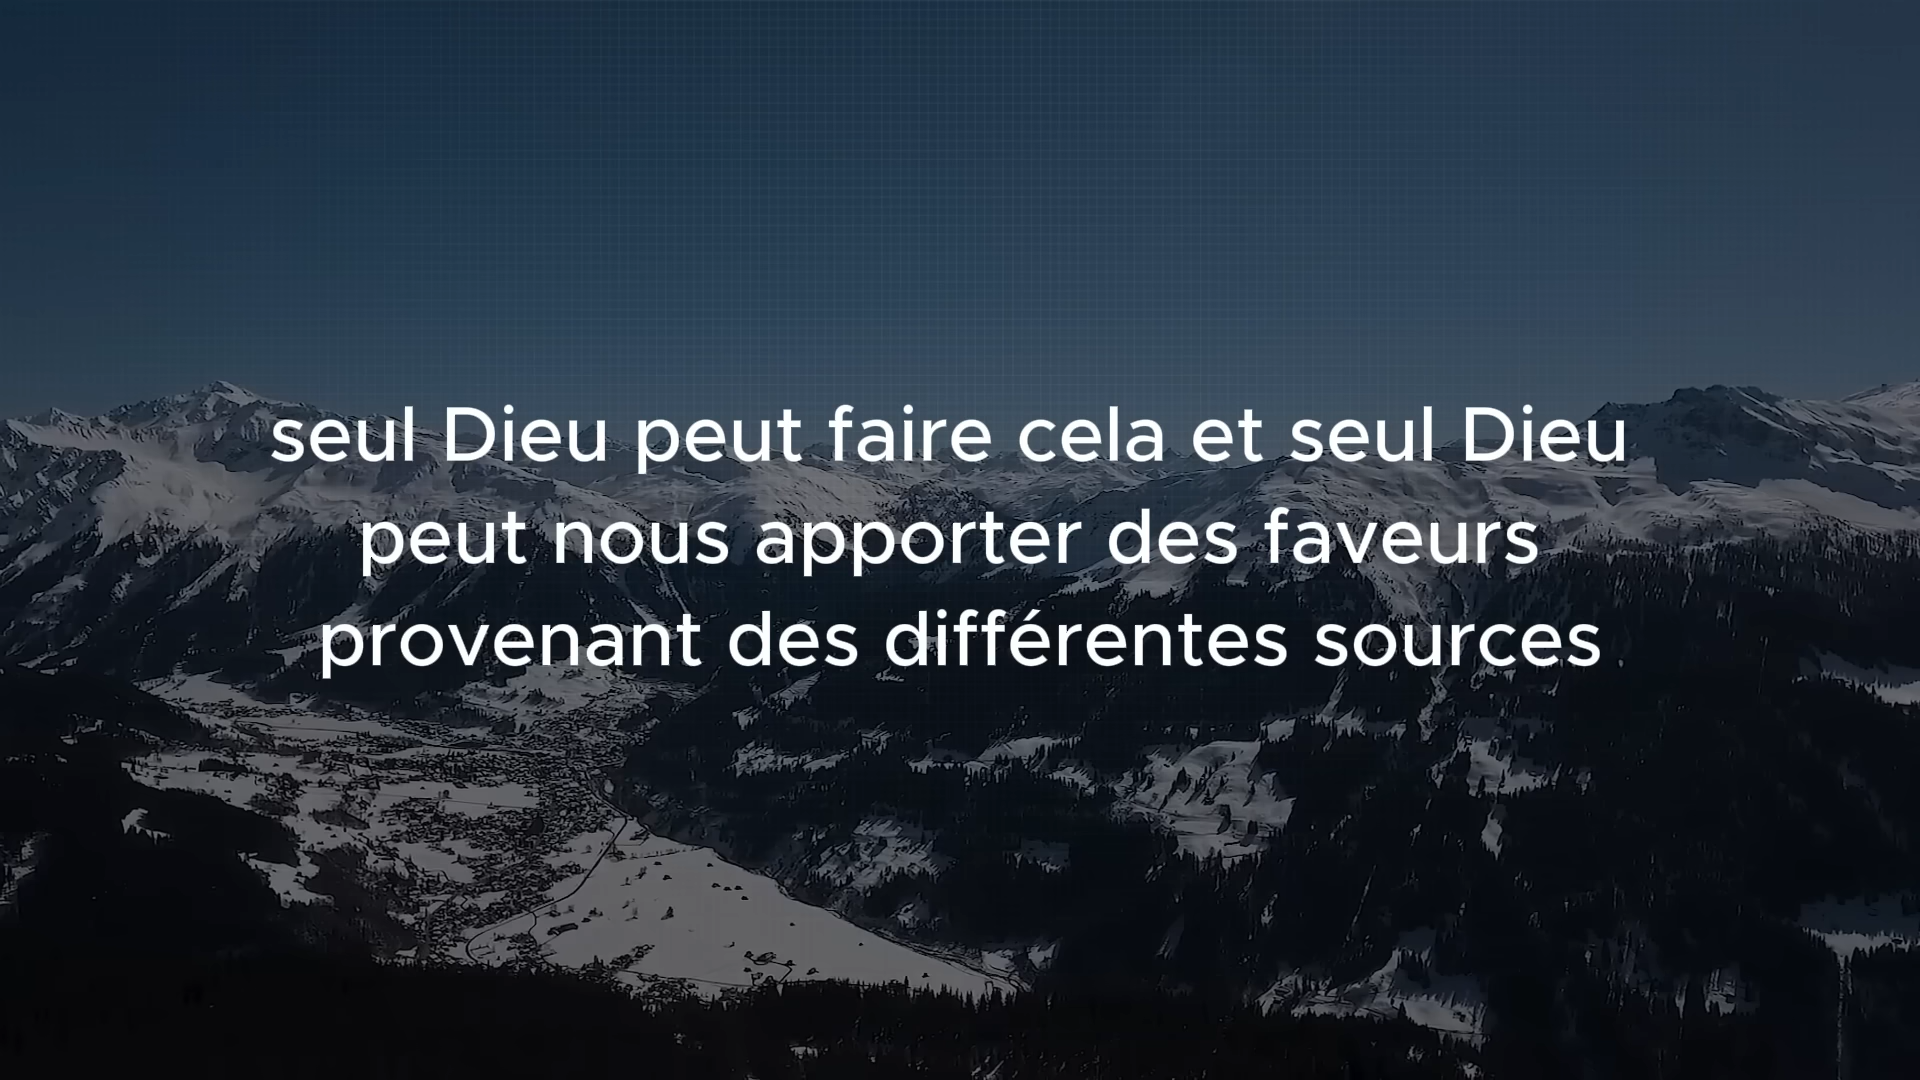 seul Dieu peut faire cela et seul Dieu
peut nous apporter des faveurs
provenant des différentes sources